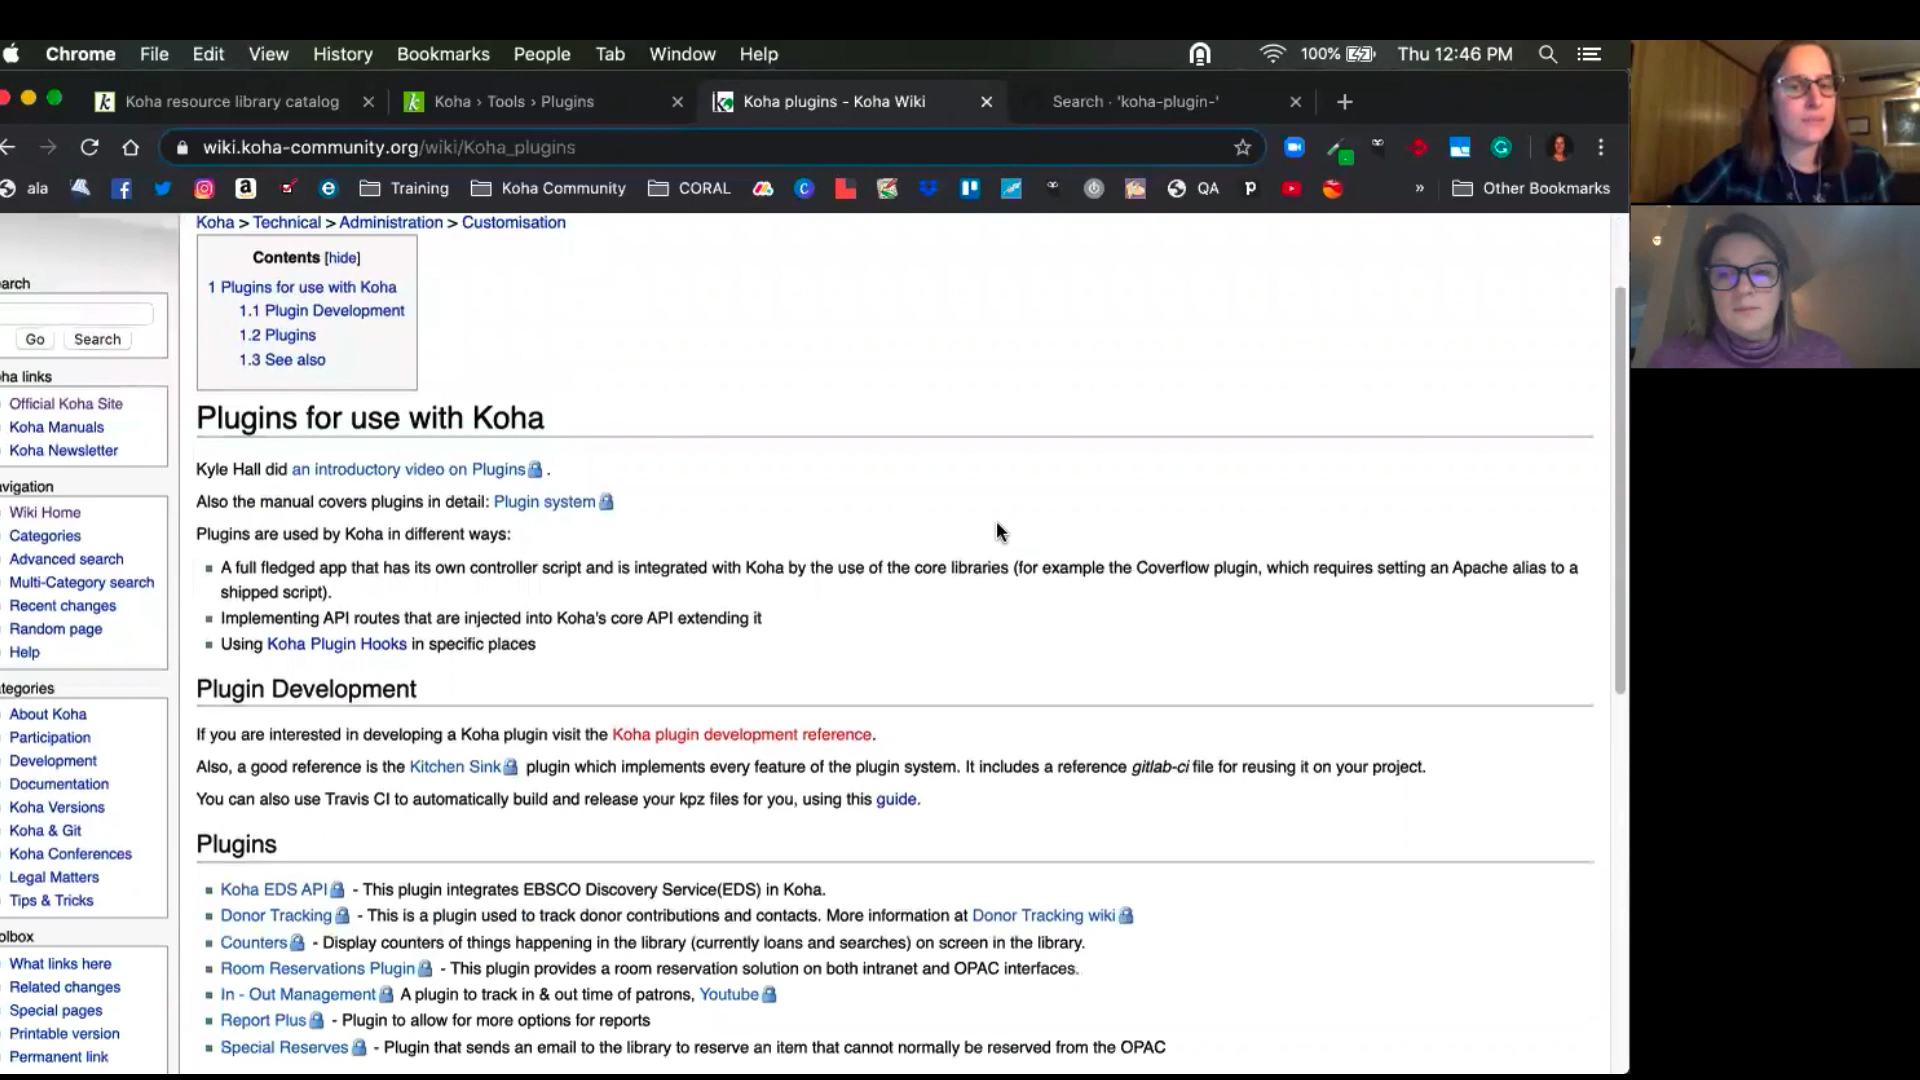 Chrome File Edit View History Bookmarks People Tab Window Help 100% Thu 12:46 PM
Koha resource library catalog Koha › Tools › Plugins Koha plugins - Koha Wiki Search · 'koha-plugin-'
wiki.koha-community.org/wiki/Koha_plugins
ala Training Koha Community CORAL QA » Other Bookmarks
Koha > Technical > Administration > Customisation
Contents [hide]
1 Plugins for use with Koha
1.1 Plugin Development
1.2 Plugins
1.3 See also
arch
Go Search
ha links
Official Koha Site
Koha Manuals
Koha Newsletter
vigation
Wiki Home
Categories
Advanced search
Multi-Category search
Recent changes
Random page
Help
tegories
About Koha
Participation
Development
Documentation
Koha Versions
Koha & Git
Koha Conferences
Legal Matters
Tips & Tricks
olbox
What links here
Related changes
Special pages
Printable version
Permanent link
Plugins for use with Koha
Kyle Hall did an introductory video on Plugins .
Also the manual covers plugins in detail: Plugin system
Plugins are used by Koha in different ways:
A full fledged app that has its own controller script and is integrated with Koha by the use of the core libraries (for example the Coverflow plugin, which requires setting an Apache alias to a
shipped script).
Implementing API routes that are injected into Koha's core API extending it
Using Koha Plugin Hooks in specific places
Plugin Development
If you are interested in developing a Koha plugin visit the Koha plugin development reference.
Also, a good reference is the Kitchen Sink plugin which implements every feature of the plugin system. It includes a reference gitlab-ci file for reusing it on your project.
You can also use Travis CI to automatically build and release your kpz files for you, using this guide.
Plugins
Koha EDS API - This plugin integrates EBSCO Discovery Service(EDS) in Koha.
Donor Tracking - This is a plugin used to track donor contributions and contacts. More information at Donor Tracking wiki
Counters - Display counters of things happening in the library (currently loans and searches) on screen in the library.
Room Reservations Plugin - This plugin provides a room reservation solution on both intranet and OPAC interfaces.
In - Out Management A plugin to track in & out time of patrons, Youtube
Report Plus - Plugin to allow for more options for reports
Special Reserves - Plugin that sends an email to the library to reserve an item that cannot normally be reserved from the OPAC